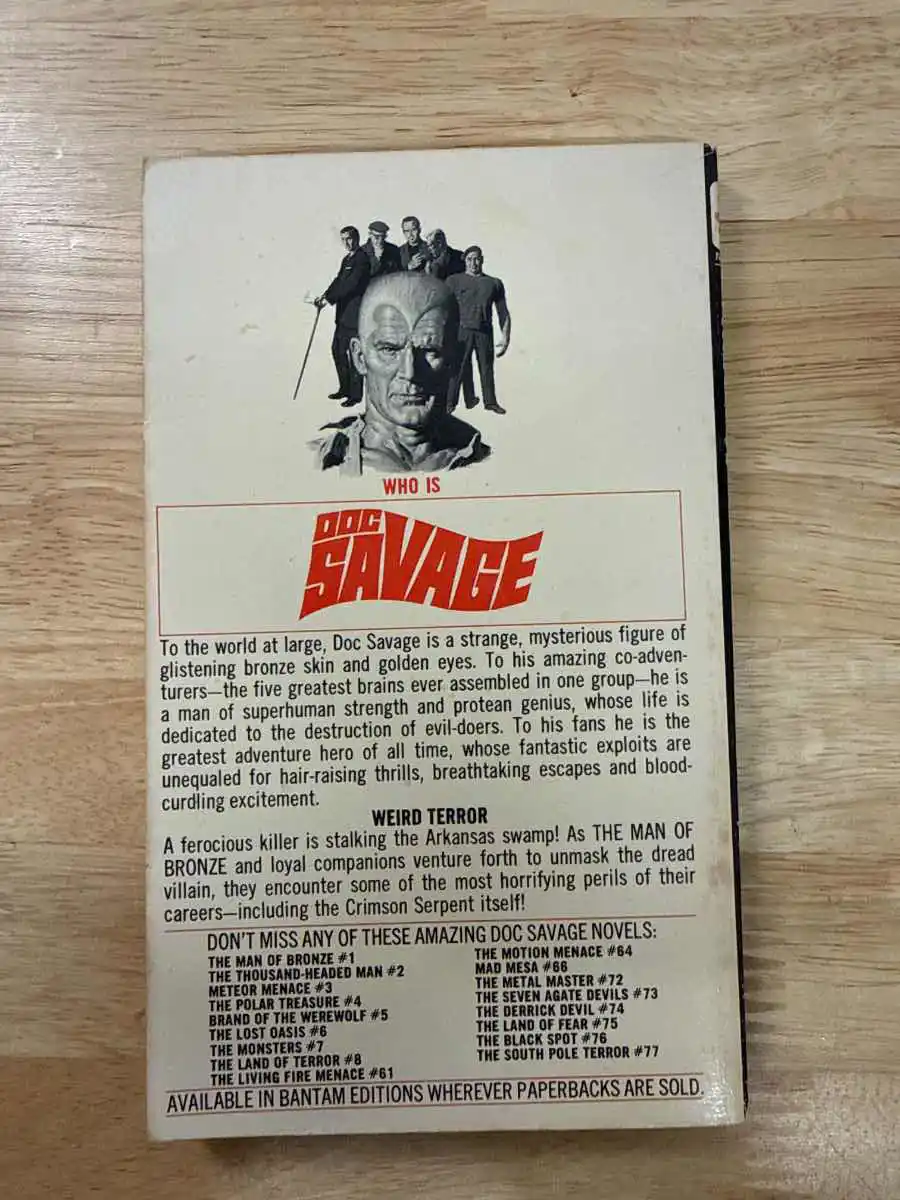 WHO IS
DOC
SAVAGE
To the world at large, Doc Savage is a strange, mysterious figure of
glistening bronze skin and golden eyes. To his amazing co-adven-
turers—the five greatest brains ever assembled in one group—he is
a man of superhuman strength and protean genius, whose life is
dedicated to the destruction of evil-doers. To his fans he is the
greatest adventure hero of all time, whose fantastic exploits are
unequaled for hair-raising thrills, breathtaking escapes and blood-
curdling excitement.
WEIRD TERROR
A ferocious killer is stalking the Arkansas swamp! As THE MAN OF
BRONZE and loyal companions venture forth to unmask the dread
villain, they encounter some of the most horrifying perils of their
careers—including the Crimson Serpent itself!
DON'T MISS ANY OF THESE AMAZING DOC SAVAGE NOVELS:
THE MAN OF BRONZE #1
THE THOUSAND-HEADED MAN #2
METEOR MENACE #3
THE POLAR TREASURE #4
BRAND OF THE WEREWOLF #5
THE LOST OASIS #6
THE MONSTERS #7
THE LAND OF TERROR #8
THE LIVING FIRE MENACE #61
THE MOTION MENACE #64
MAD MESA #66
THE METAL MASTER #72
THE SEVEN AGATE DEVILS #73
THE DERRICK DEVIL #74
THE LAND OF FEAR #75
THE BLACK SPOT #76
THE SOUTH POLE TERROR #77
AVAILABLE IN BANTAM EDITIONS WHEREVER PAPERBACKS ARE SOLD.